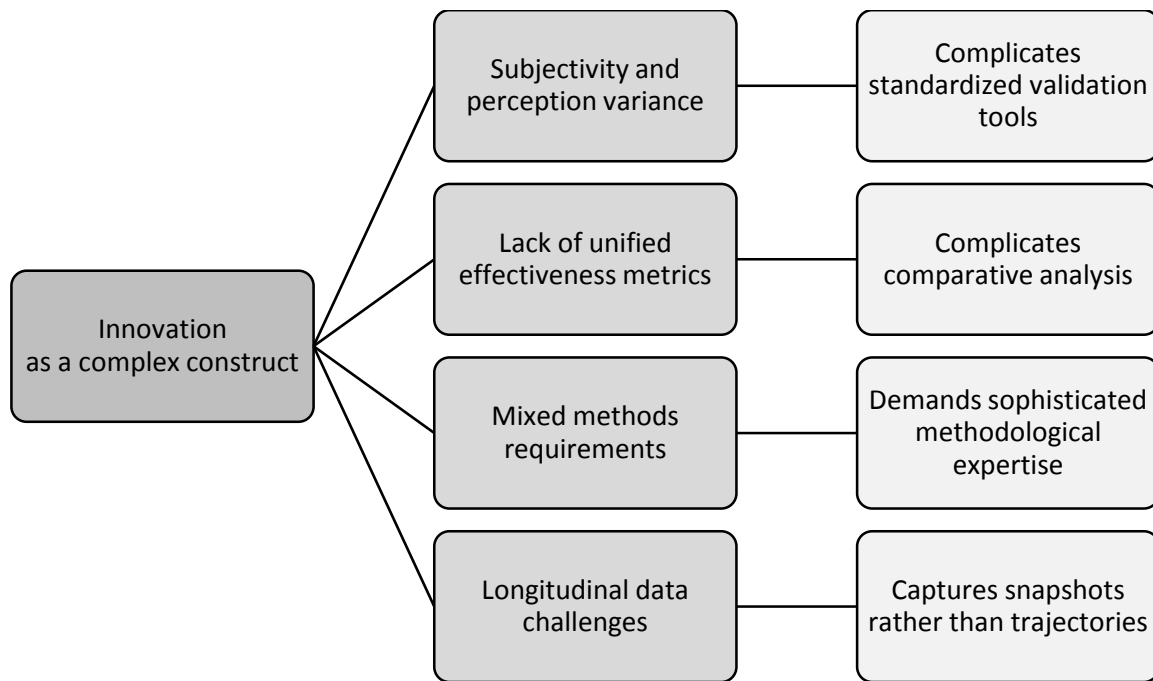 Subjectivity and
perception variance
Complicates
standardized validation
tools
Lack of unified
effectiveness metrics
Complicates
comparative analysis
Innovation
as a complex construct
Mixed methods
requirements
Demands sophisticated
methodological
expertise
Longitudinal data
challenges
Captures snapshots
rather than trajectories